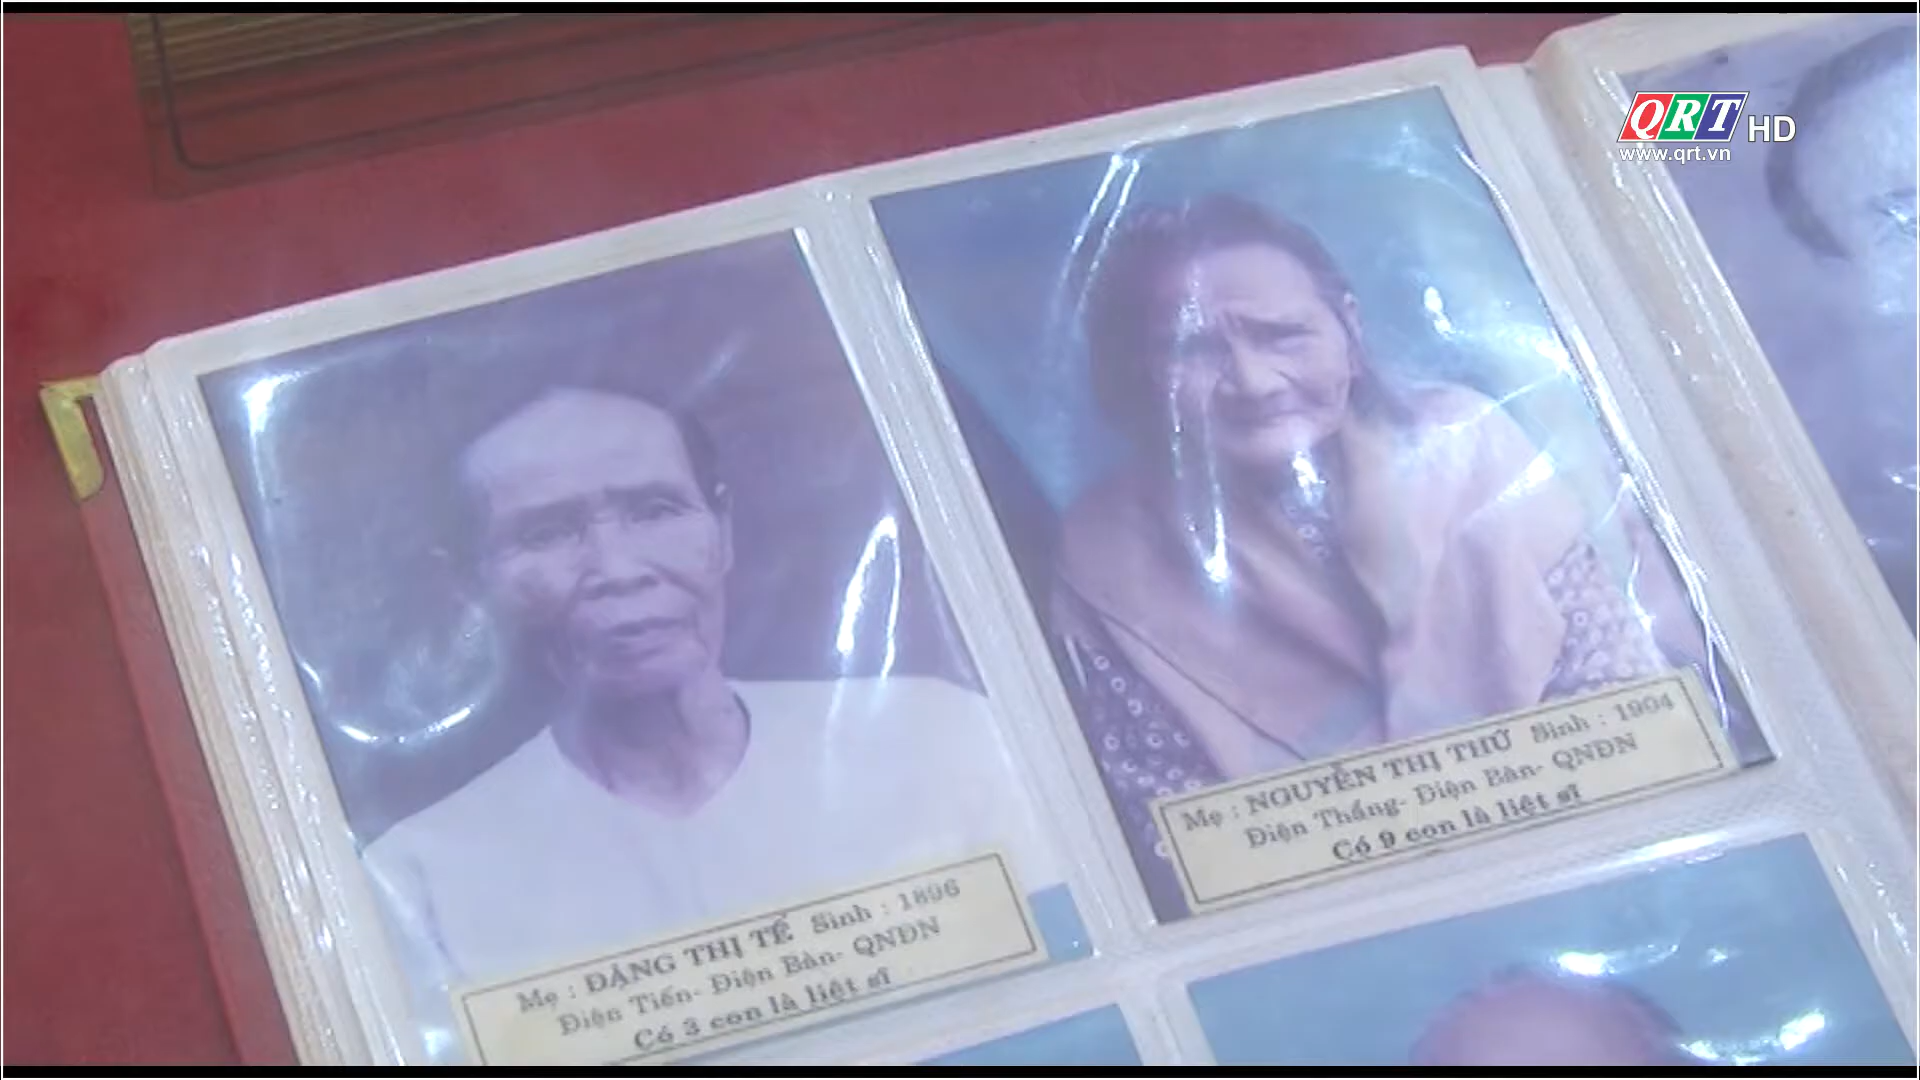 QRT HD
www.qrt.vn
Mẹ : NGUYỄN THỊ THỨ Sinh : 1904
Điện Thắng- Điện Bàn- QNĐN
Có 9 con là liệt sĩ
Mẹ : ĐẶNG THỊ TẾ Sinh : 1896
Điện Tiến- Điện Bàn- QNĐN
Có 3 con là liệt sĩ